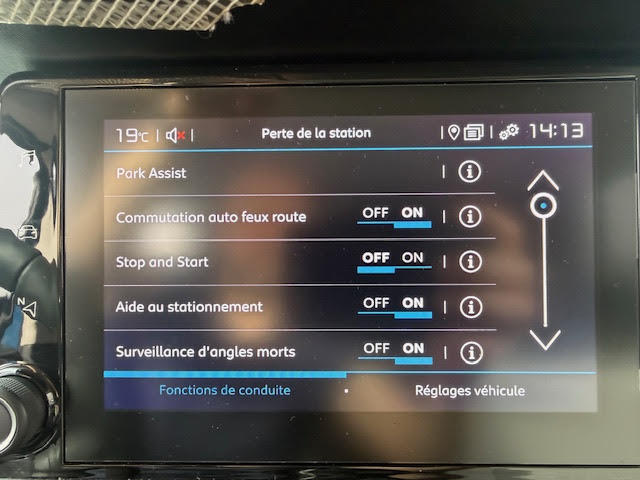 19°C | | Perte de la station | | 14:13
Park Assist | i
Commutation auto feux route OFF ON | i
Stop and Start OFF ON | i
Aide au stationnement OFF ON | i
Surveillance d'angles morts OFF ON | i
Fonctions de conduite • Réglages véhicule
N